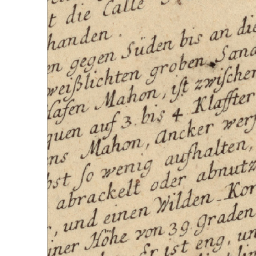 t die Calle
handen.
n gegen Süden bis an die
weißlichten groben Sand
Hafen Mahon, ist zwischen
quen auf 3. bis 4 Klaffter
ns Mahon, Ancker werf
bst so wenig aufhalten,
abrackelt oder abnutz
, und einen Wilden Kor
iner Höhe von 39. graden
Er ist eng, un